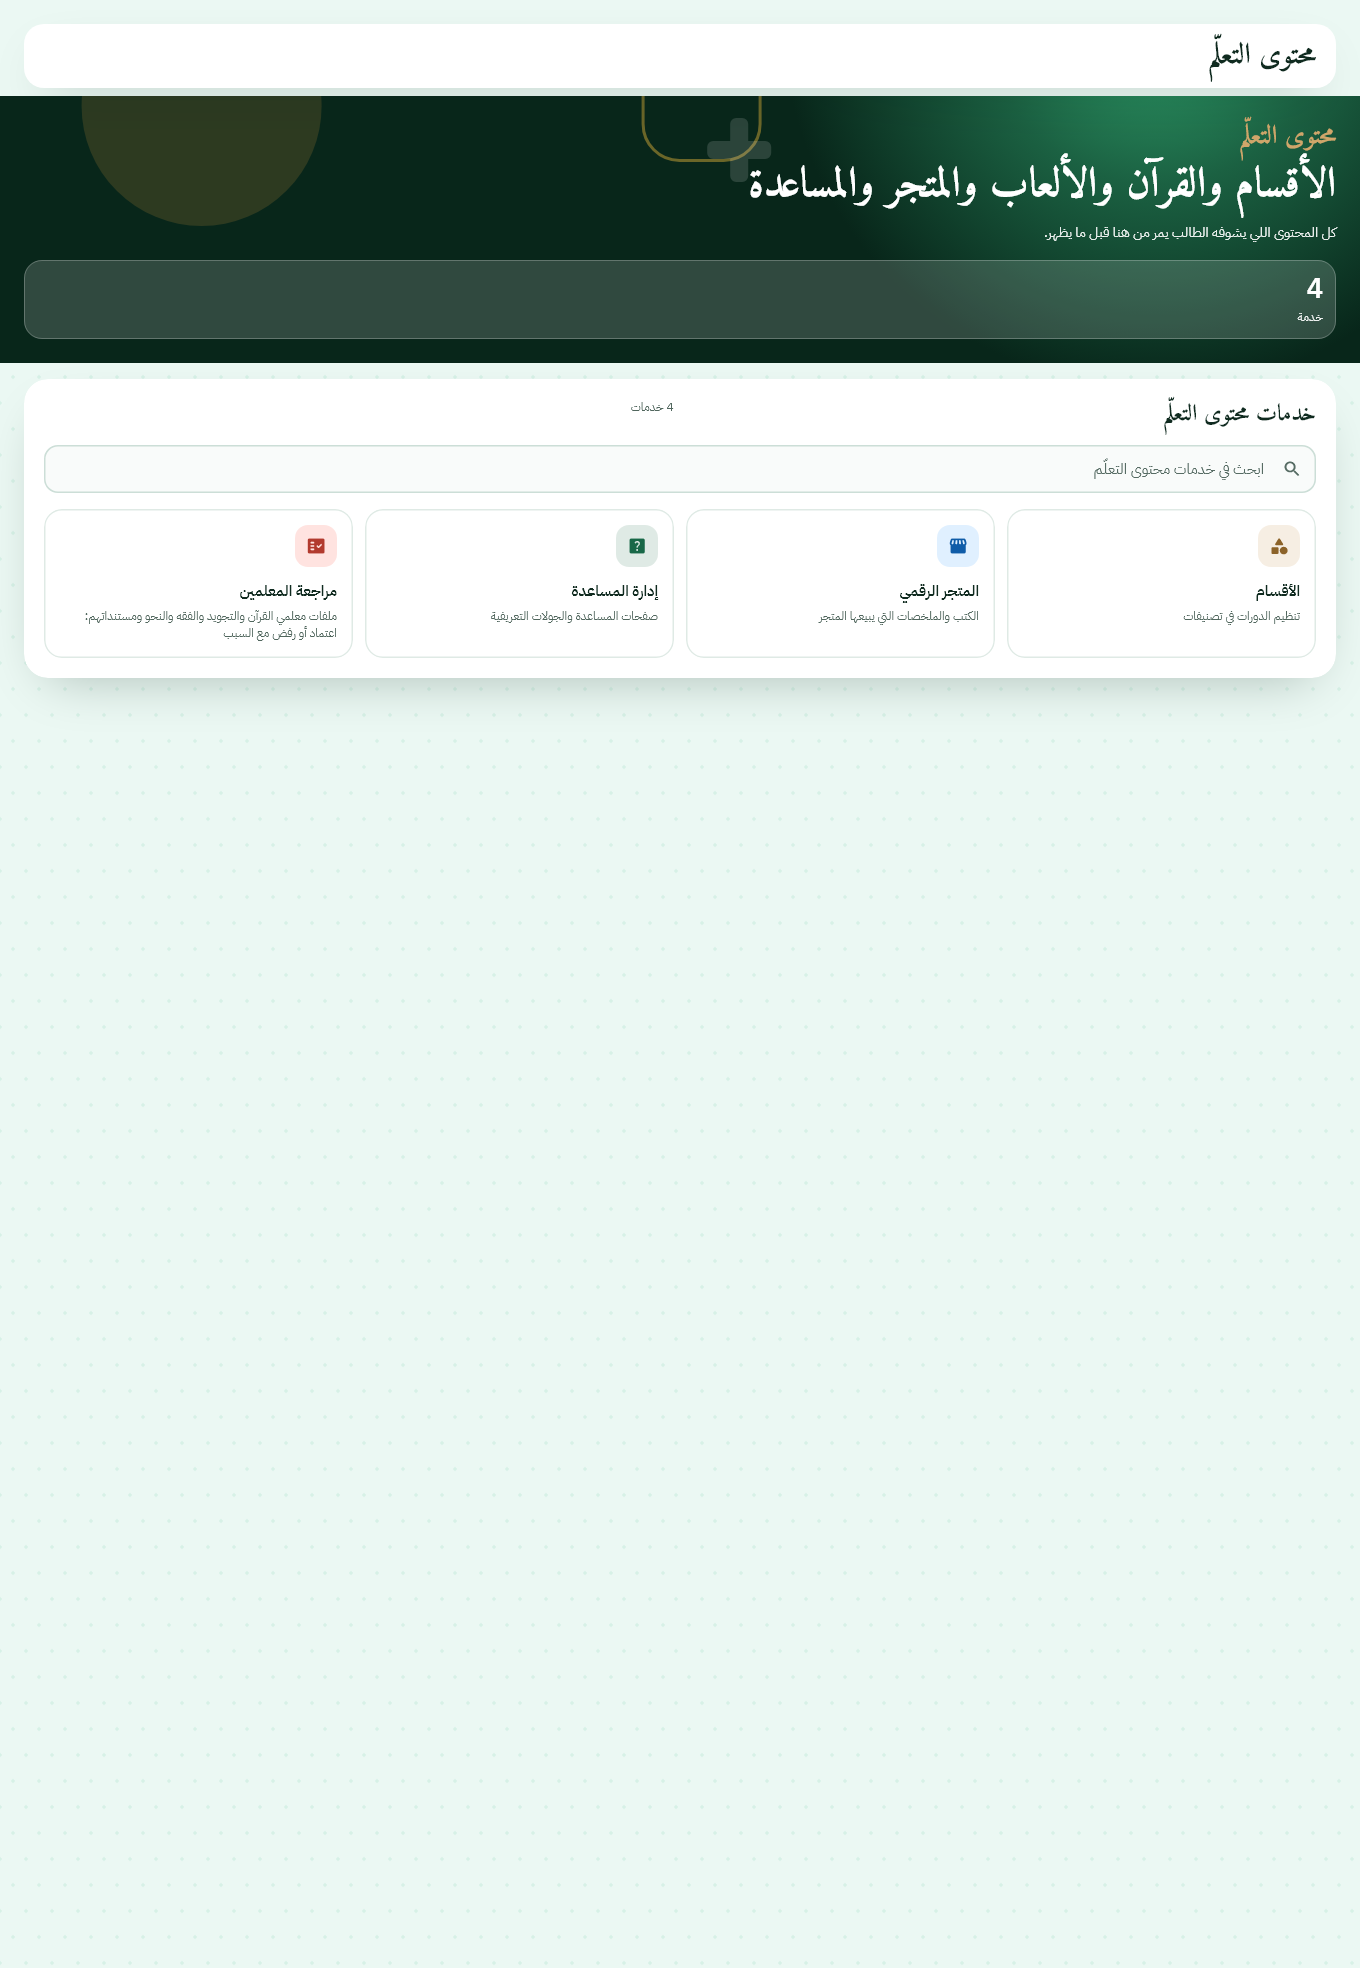 محتوى التعلّم
محتوى التعلّم
الأقسام والقرآن والألعاب والمتجر والمساعدة
كل المحتوى اللي يشوفه الطالب يمر من هنا قبل ما يظهر.
4
خدمة
خدمات محتوى التعلّم
4 خدمات
ابحث في خدمات محتوى التعلّم
الأقسام
تنظيم الدورات في تصنيفات
المتجر الرقمي
الكتب والملخصات التي يبيعها المتجر
إدارة المساعدة
صفحات المساعدة والجولات التعريفية
مراجعة المعلمين
ملفات معلمي القرآن والتجويد والفقه والنحو ومستنداتهم:
اعتماد أو رفض مع السبب